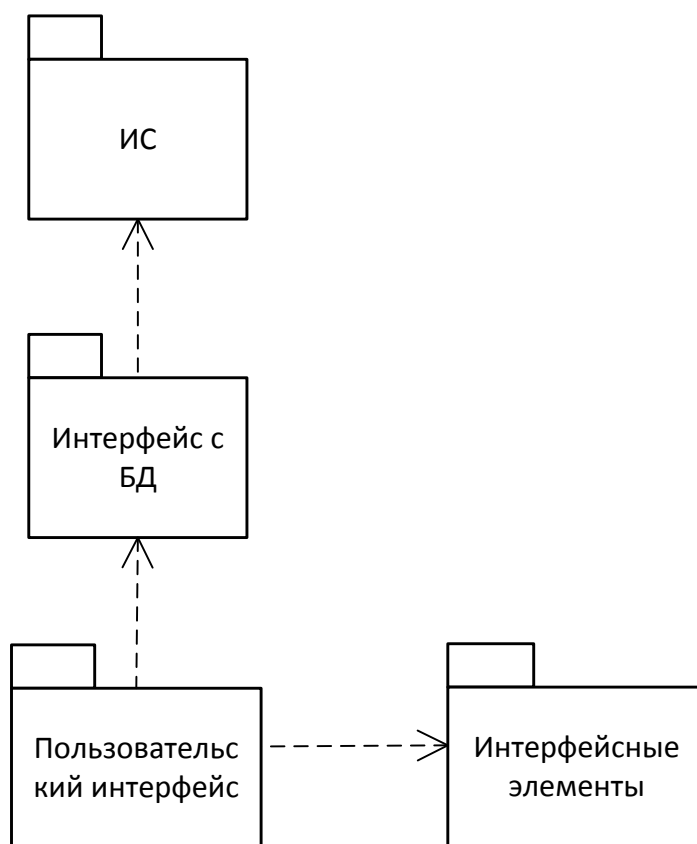 ИС
Интерфейс с
БД
Пользовательс
кий интерфейс
Интерфейсные
элементы